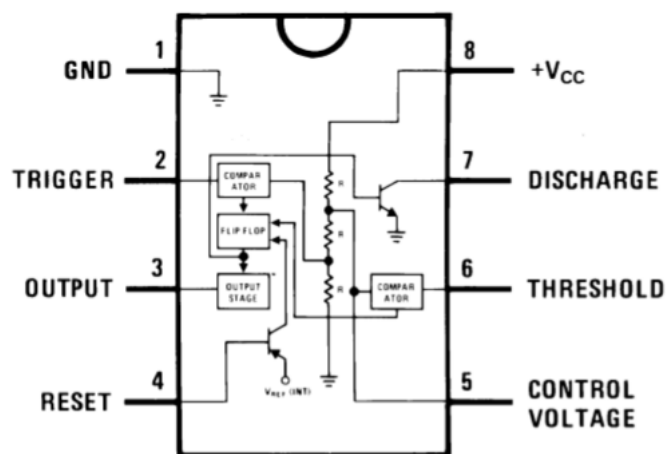 1
GND
8
+VCC
2
TRIGGER
COMPAR
ATOR
R
7
DISCHARGE
FLIP FLOP
R
3
OUTPUT
OUTPUT
STAGE
R
COMPAR
ATOR
6
THRESHOLD
4
RESET
VREF (INT)
5
CONTROL
VOLTAGE